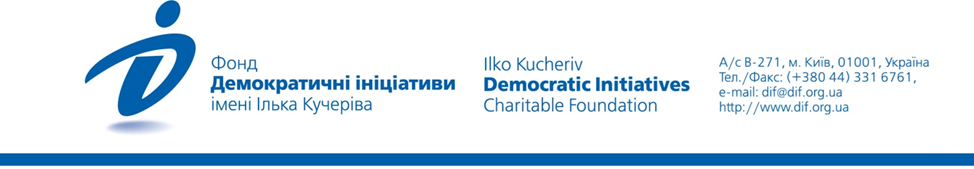 Фонд
Демократичні ініціативи
імені Ілька Кучеріва
Ilko Kucheriv
Democratic Initiatives
Charitable Foundation
А/с В-271, м. Київ, 01001, Україна
Тел./Факс: (+380 44) 331 6761,
e-mail: dif@dif.org.ua
http://www.dif.org.ua